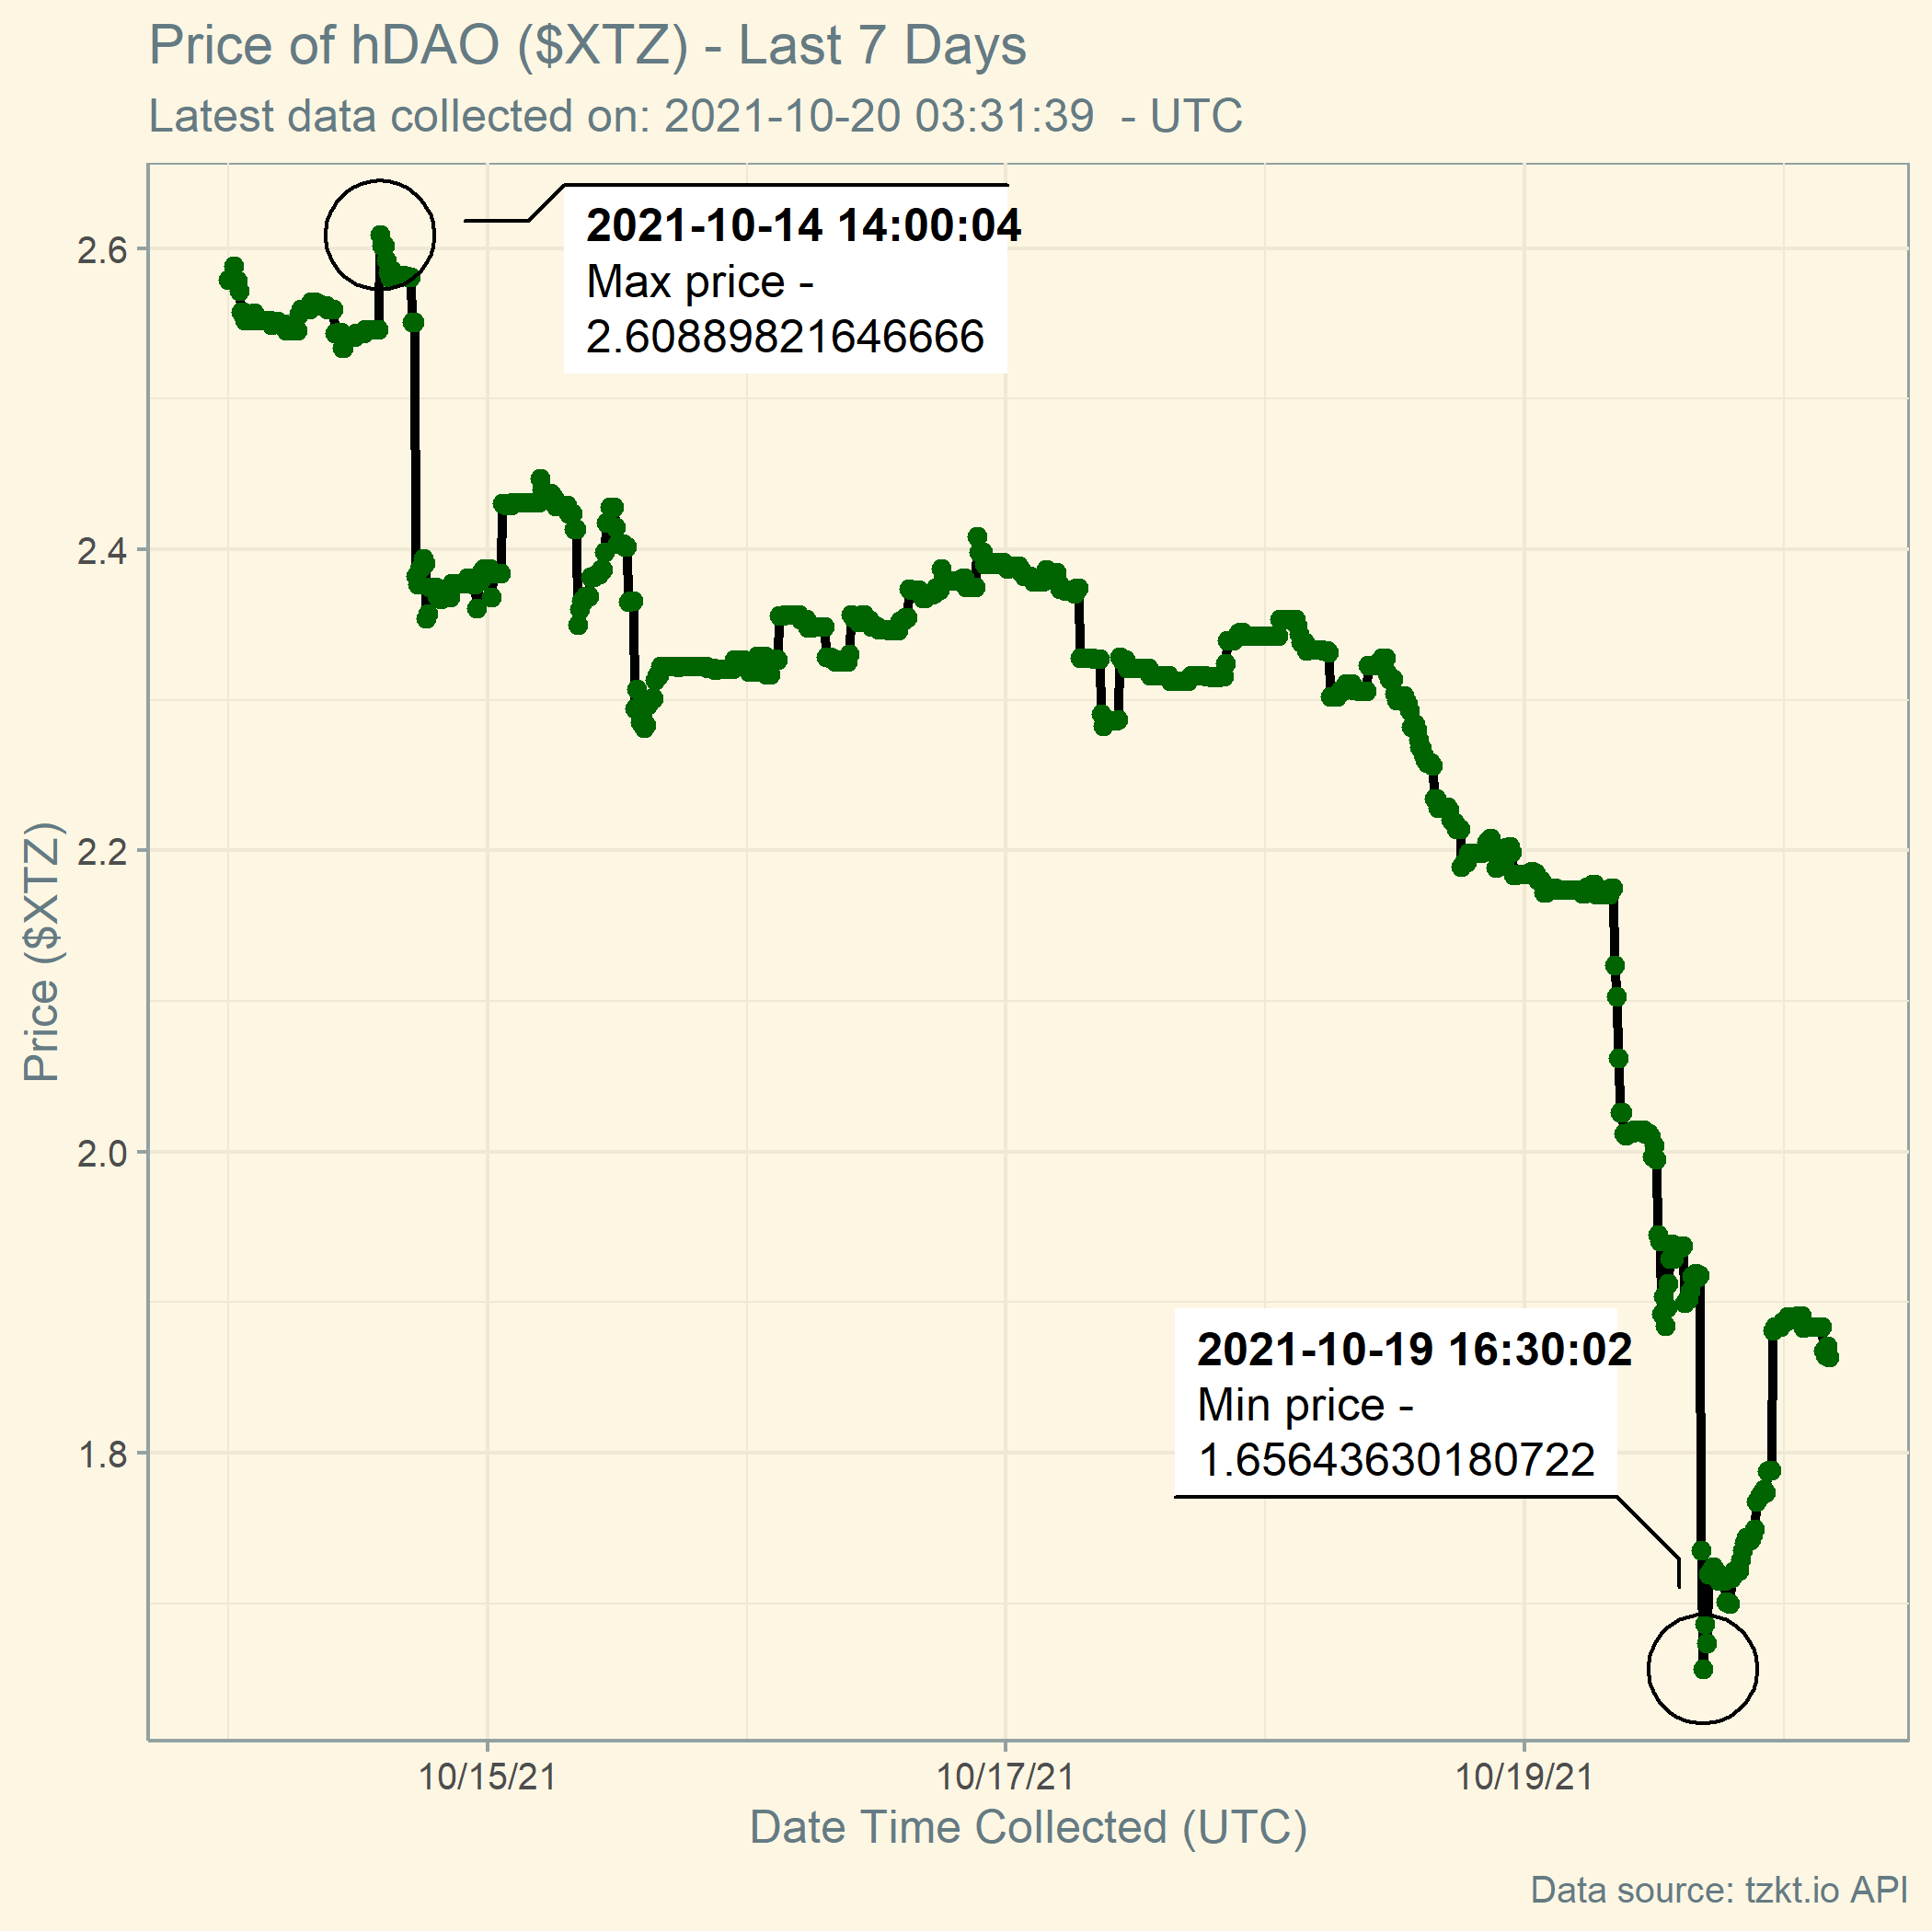 Price of hDAO ($XTZ) - Last 7 Days
Latest data collected on: 2021-10-20 03:31:39  - UTC
2021-10-14 14:00:04
Max price -
2.60889821646666
2.6
2.4
2.2
2.0
1.8
Price ($XTZ)
2021-10-19 16:30:02
Min price -
1.65643630180722
10/15/21
10/17/21
10/19/21
Date Time Collected (UTC)
Data source: tzkt.io API